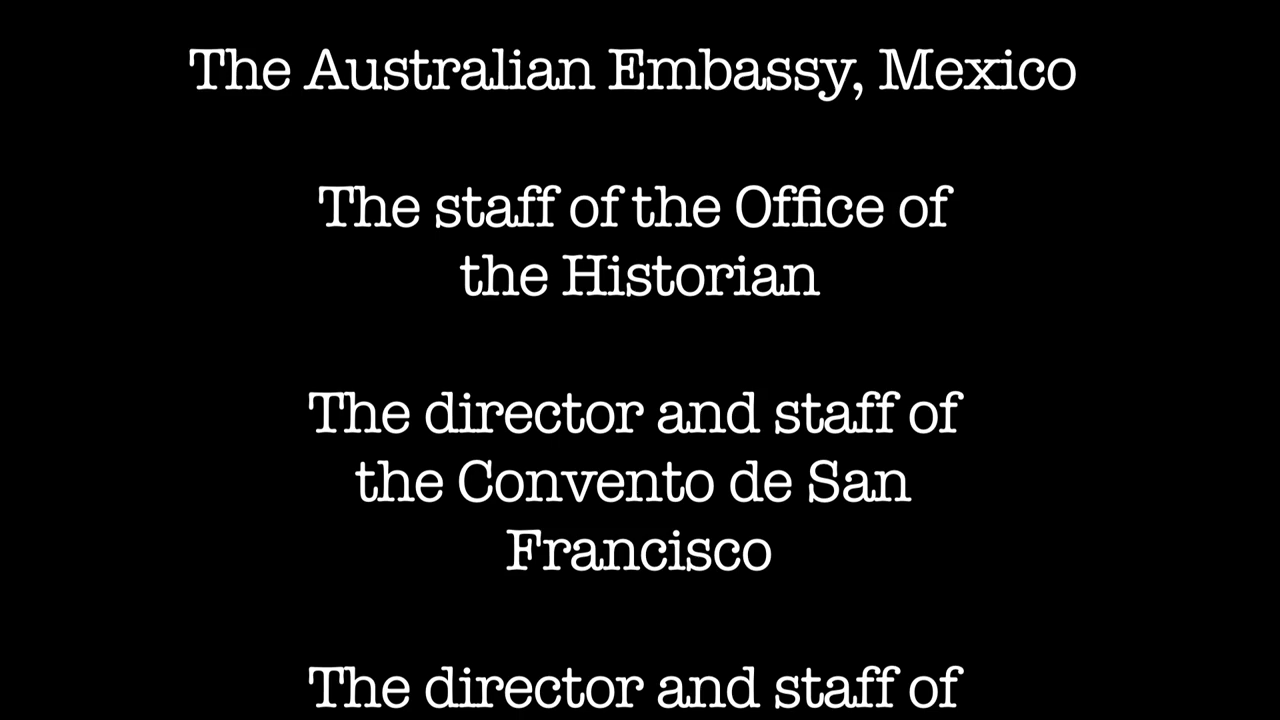 The Australian Embassy, Mexico
The staff of the Office of
the Historian
The director and staff of
the Convento de San
Francisco
The director and staff of